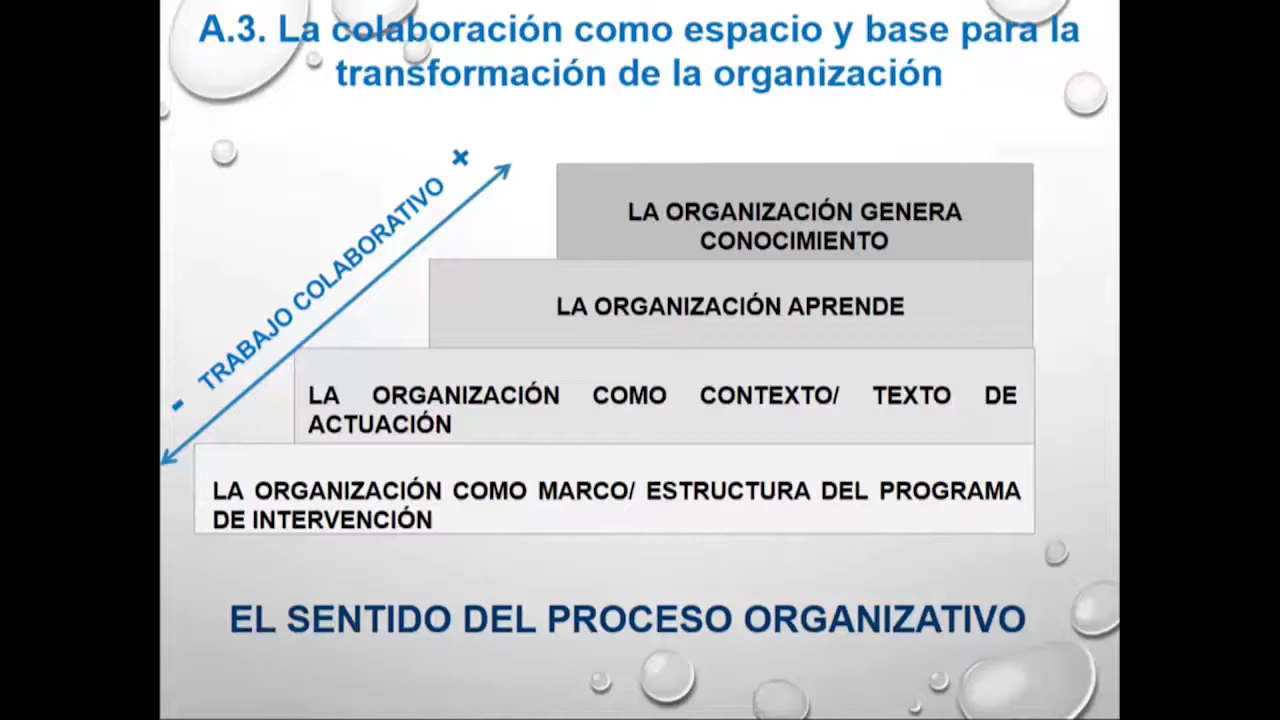 A.3. La colaboración como espacio y base para la
transformación de la organización
+
TRABAJO COLABORATIVO
-
LA ORGANIZACIÓN GENERA
CONOCIMIENTO
LA ORGANIZACIÓN APRENDE
LA ORGANIZACIÓN COMO CONTEXTO/ TEXTO DE
ACTUACIÓN
LA ORGANIZACIÓN COMO MARCO/ ESTRUCTURA DEL PROGRAMA
DE INTERVENCIÓN
EL SENTIDO DEL PROCESO ORGANIZATIVO